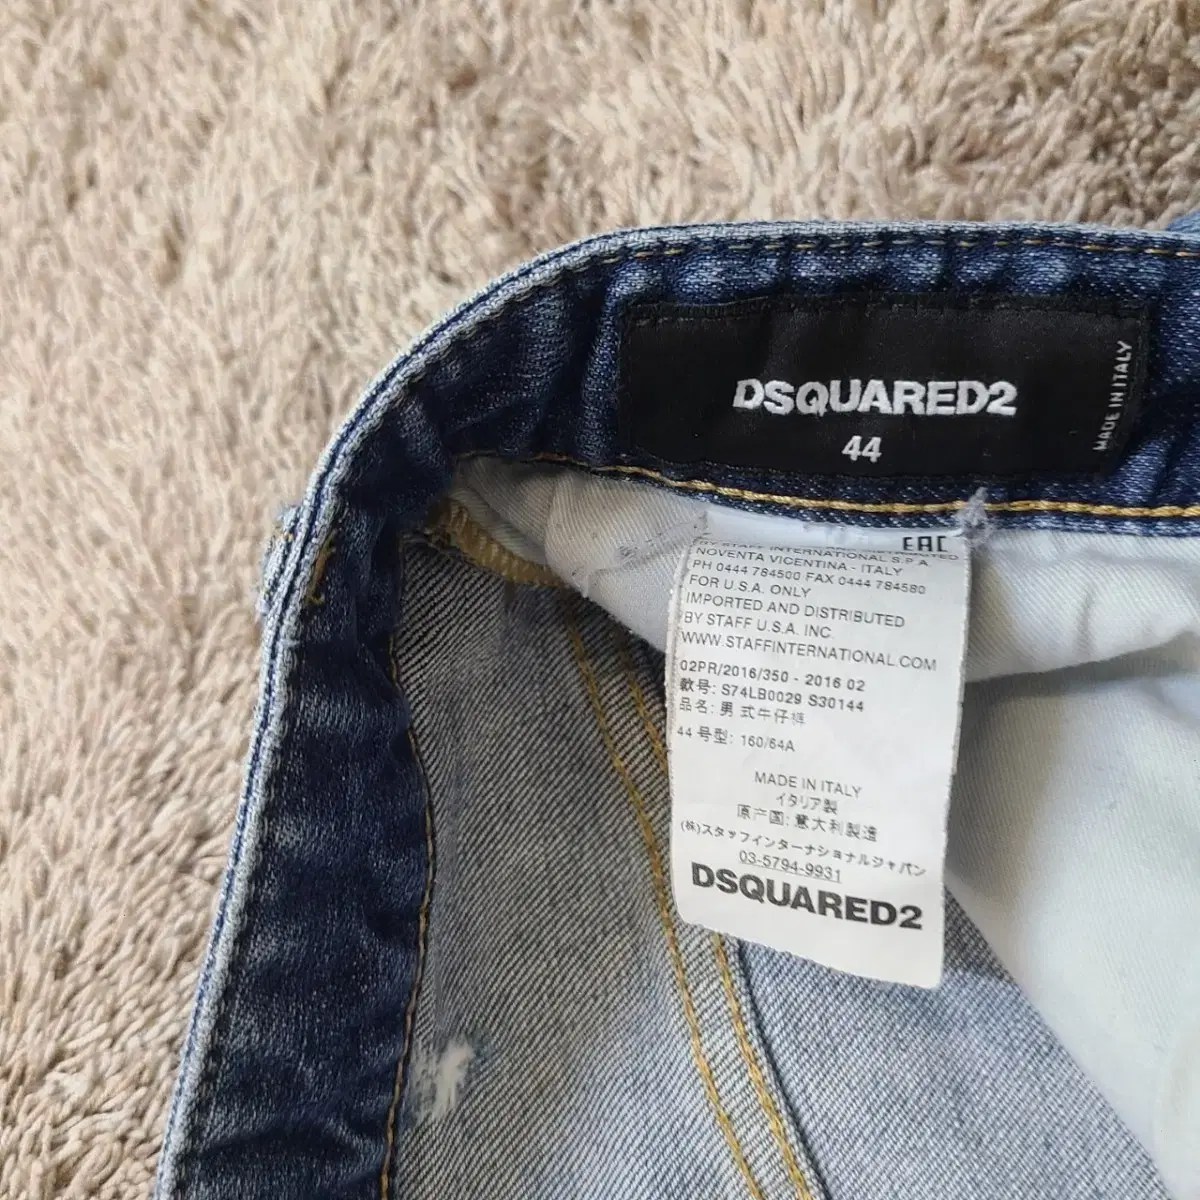 DSQUARED2
44
MADE IN ITALY
EAC
BY STAFF INTERNATIONAL S.P.A
NOVENTA VICENTINA - ITALY
PH 0444 784500 FAX 0444 784580
FOR U.S.A. ONLY
IMPORTED AND DISTRIBUTED
BY STAFF U.S.A. INC.
WWW.STAFFINTERNATIONAL.COM
02PR/2016/350 - 2016 02
款号: S74LB0029 S30144
品名: 男 式牛仔裤
44 号型: 160/64A
MADE IN ITALY
イタリア製
原产国: 意大利製造
(株)スタッフインターナショナルジャパン
03-5794-9931
DSQUARED2